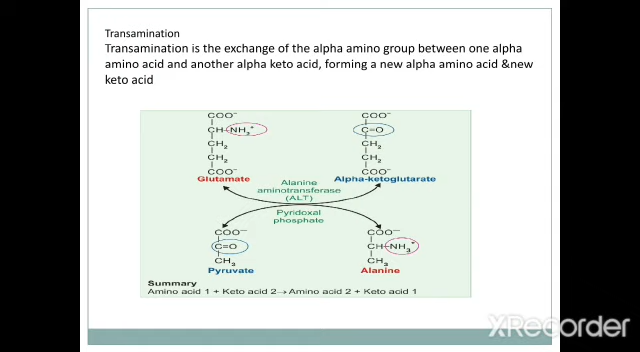 Transamination
Transamination is the exchange of the alpha amino group between one alpha
amino acid and another alpha keto acid, forming a new alpha amino acid &new
keto acid
COO⁻
CH–NH₃⁺
CH₂
CH₂
COO⁻
Glutamate
COO⁻
C=O
CH₂
CH₂
COO⁻
Alpha-ketoglutarate
Alanine
aminotransferase
(ALT)
Pyridoxal
phosphate
COO⁻
C=O
CH₃
Pyruvate
COO⁻
CH–NH₃⁺
CH₃
Alanine
Summary
Amino acid 1 + Keto acid 2→ Amino acid 2 + Keto acid 1
XRecorder